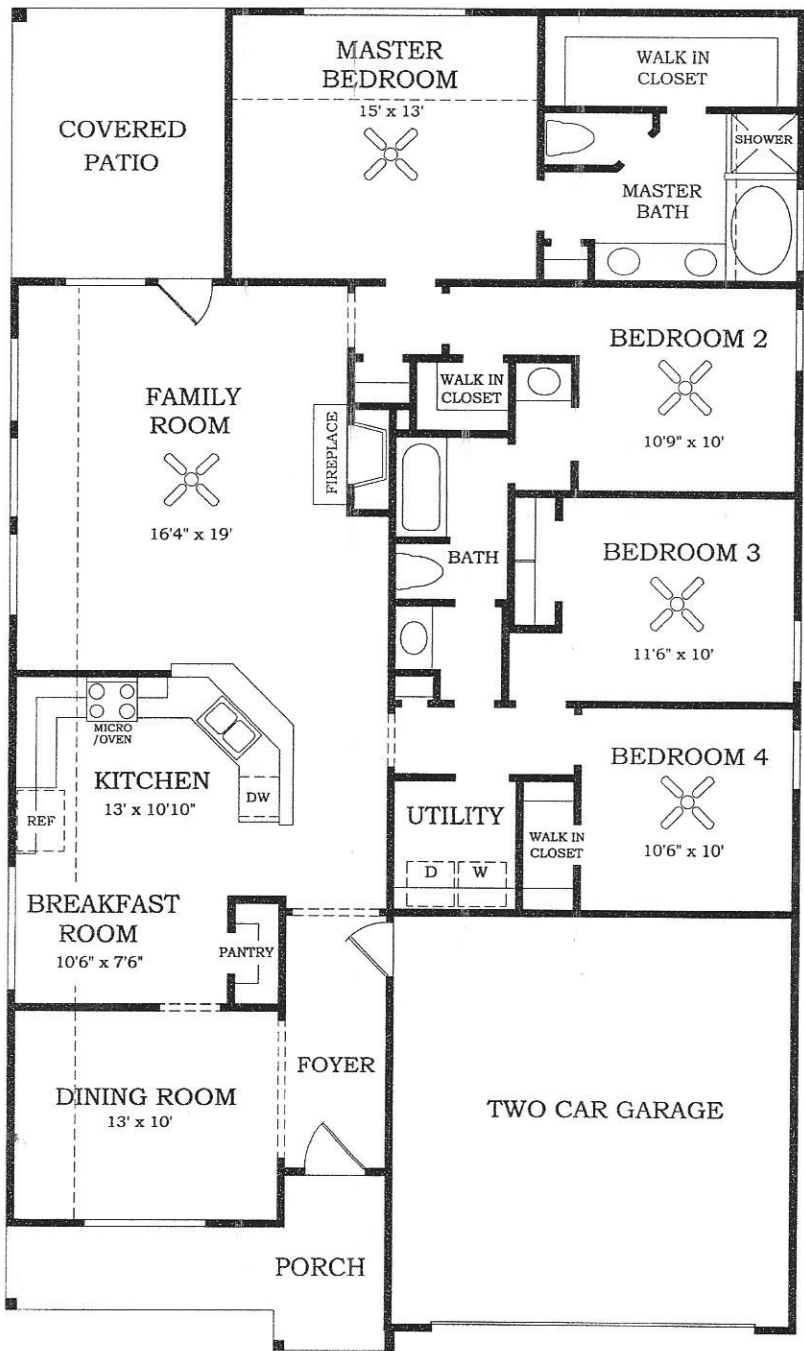 COVERED
PATIO
MASTER
BEDROOM
15' x 13'
WALK IN
CLOSET
SHOWER
MASTER
BATH
FAMILY
ROOM
16'4" x 19'
FIREPLACE
WALK IN
CLOSET
BEDROOM 2
10'9" x 10'
BATH
BEDROOM 3
11'6" x 10'
MICRO
/OVEN
KITCHEN
13' x 10'10"
DW
REF
UTILITY
D
W
WALK IN
CLOSET
BEDROOM 4
10'6" x 10'
BREAKFAST
ROOM
10'6" x 7'6"
PANTRY
FOYER
DINING ROOM
13' x 10'
TWO CAR GARAGE
PORCH